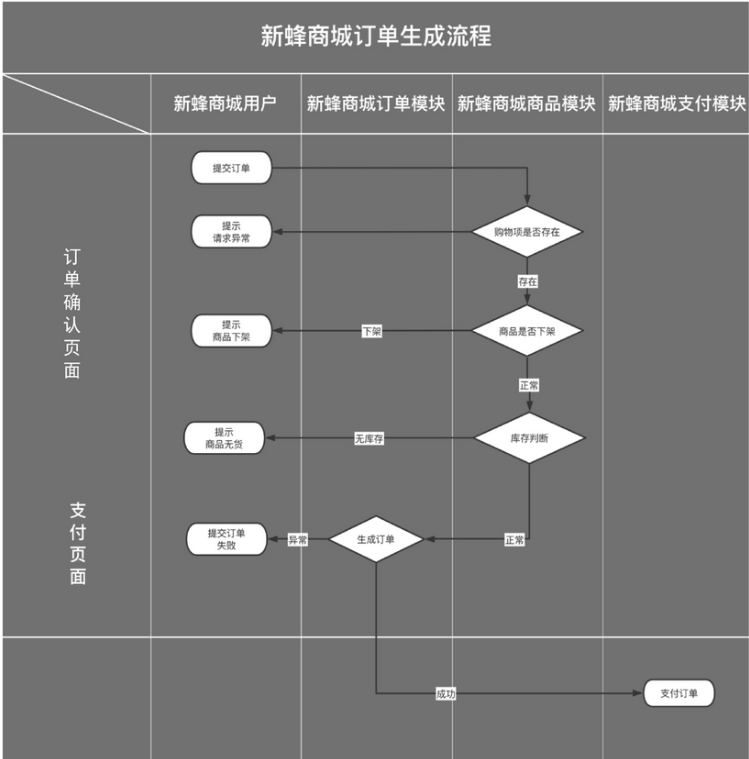 新蜂商城订单生成流程
新蜂商城用户
新蜂商城订单模块
新蜂商城商品模块
新蜂商城支付模块
订单确认页面
提交订单
提示
请求异常
购物项是否存在
存在
提示
商品下架
下架
商品是否下架
正常
提示
商品无货
无库存
库存判断
支付页面
提交订单
失败
异常
生成订单
正常
成功
支付订单